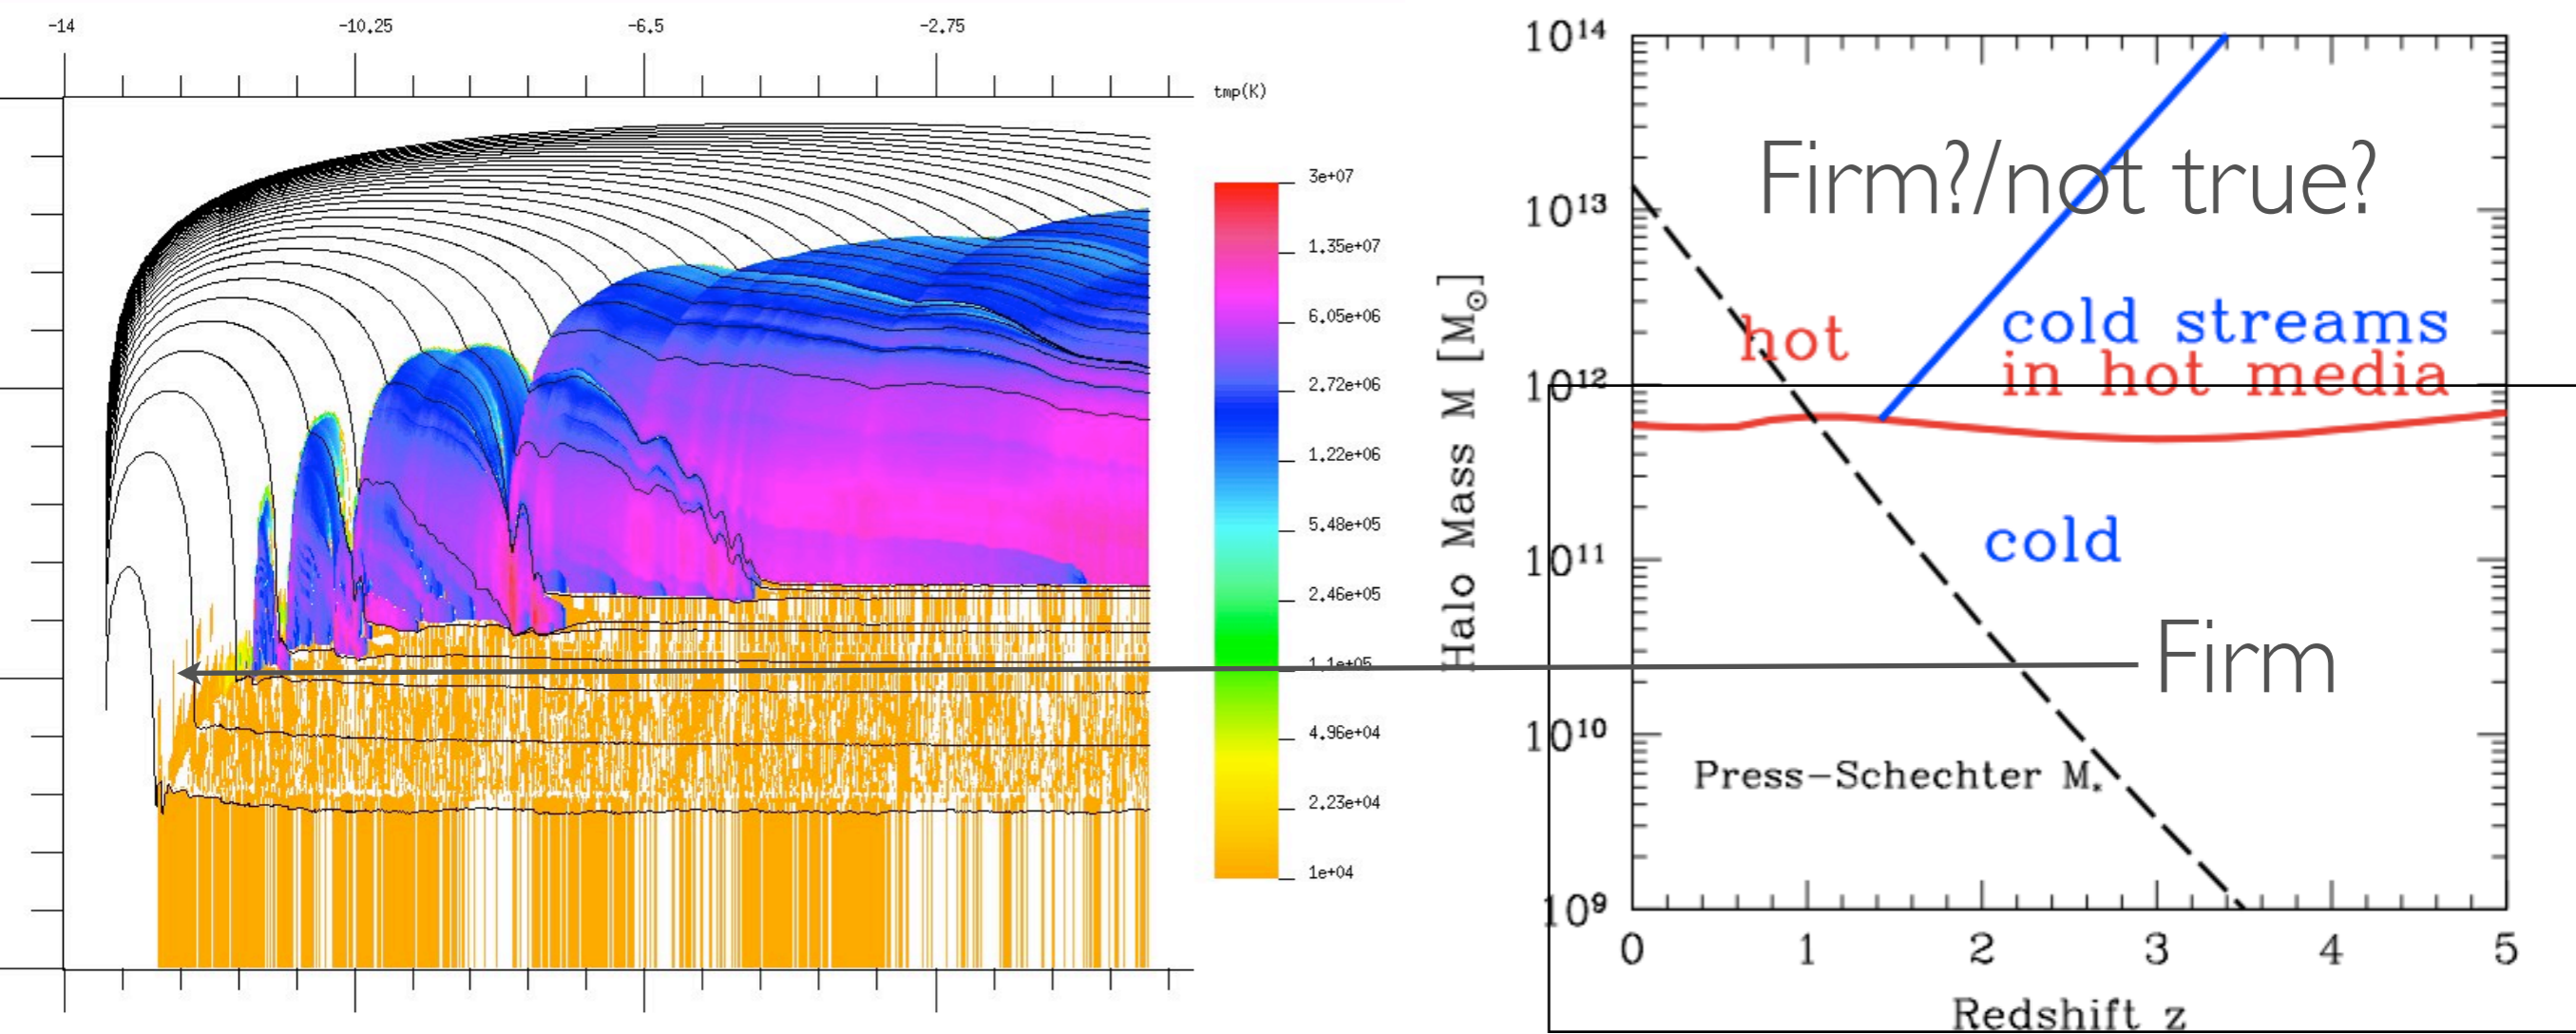 -14 -10.25 -6.5 -2.75
tmp(K)
3e+07
1.35e+07
6.05e+06
2.72e+06
1.22e+06
5.48e+05
2.46e+05
1.1e+05
4.96e+04
2.23e+04
1e+04
Halo Mass M [M⊙]
10¹⁴
10¹³
10¹²
10¹¹
10¹⁰
10⁹
Firm?/not true?
hot
cold streams
in hot media
cold
Firm
Press-Schechter M*
0 1 2 3 4 5
Redshift z